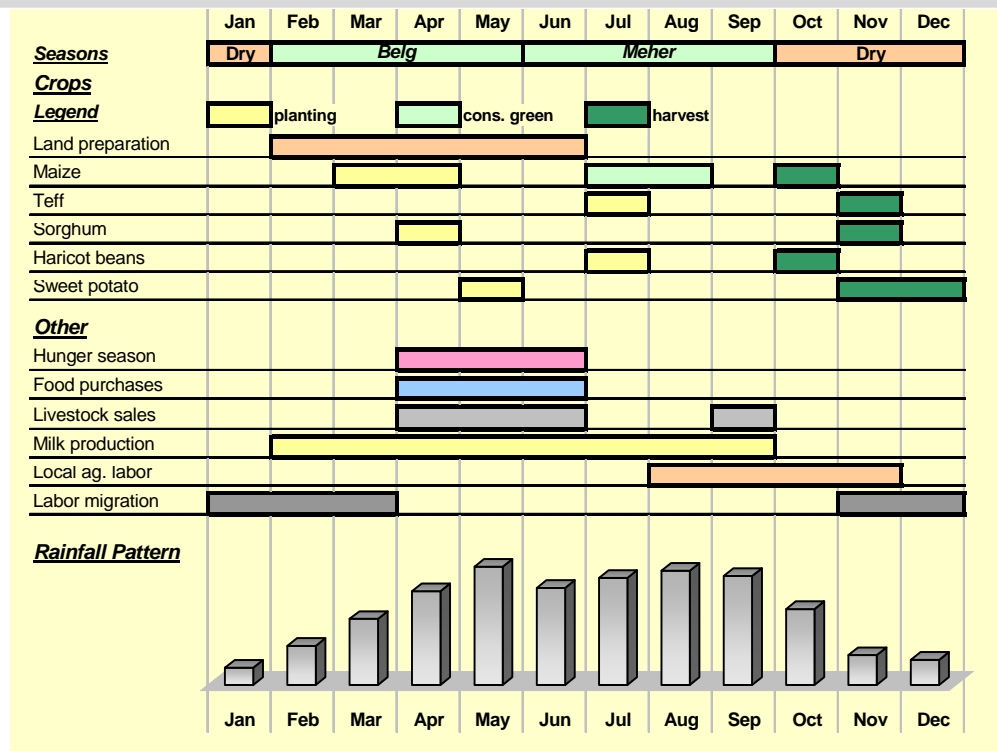 Jan Feb Mar Apr May Jun Jul Aug Sep Oct Nov Dec
Seasons Dry Belg Meher Dry
Crops
Legend planting cons. green harvest
Land preparation
Maize
Teff
Sorghum
Haricot beans
Sweet potato
Other
Hunger season
Food purchases
Livestock sales
Milk production
Local ag. labor
Labor migration
Rainfall Pattern
Jan Feb Mar Apr May Jun Jul Aug Sep Oct Nov Dec